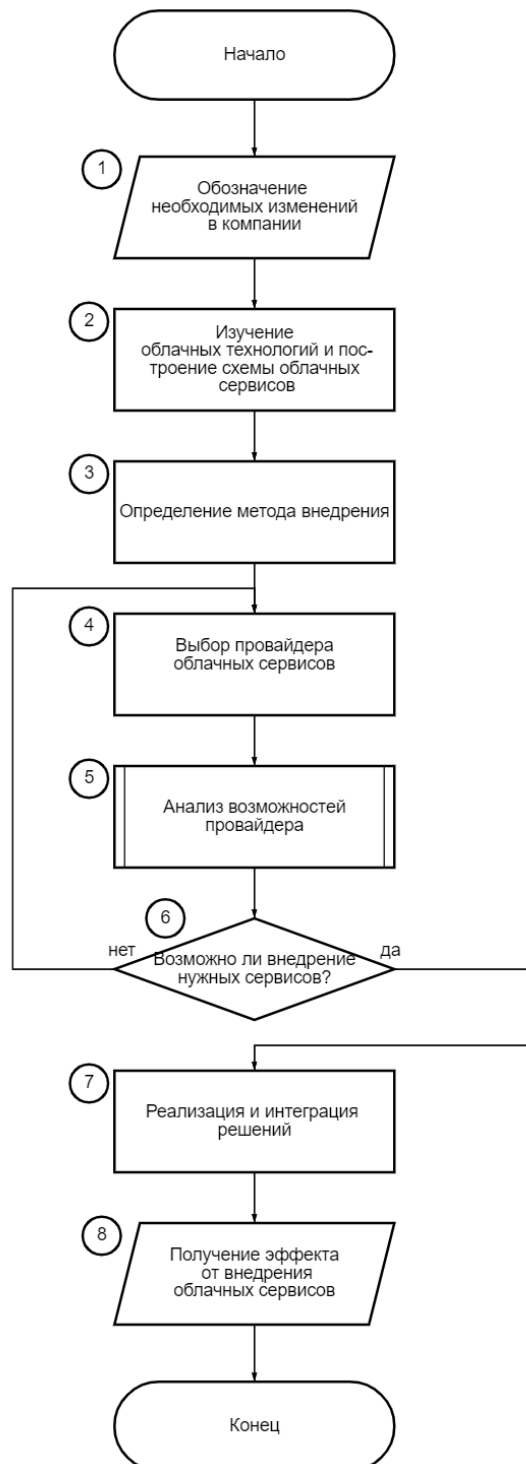 Начало
1
Обозначение
необходимых изменений
в компании
2
Изучение
облачных технологий и пос-
троение схемы облачных
сервисов
3
Определение метода внедрения
4
Выбор провайдера
облачных сервисов
5
Анализ возможностей
провайдера
6
нет
Возможно ли внедрение
нужных сервисов?
да
7
Реализация и интеграция
решений
8
Получение эффекта
от внедрения
облачных сервисов
Конец